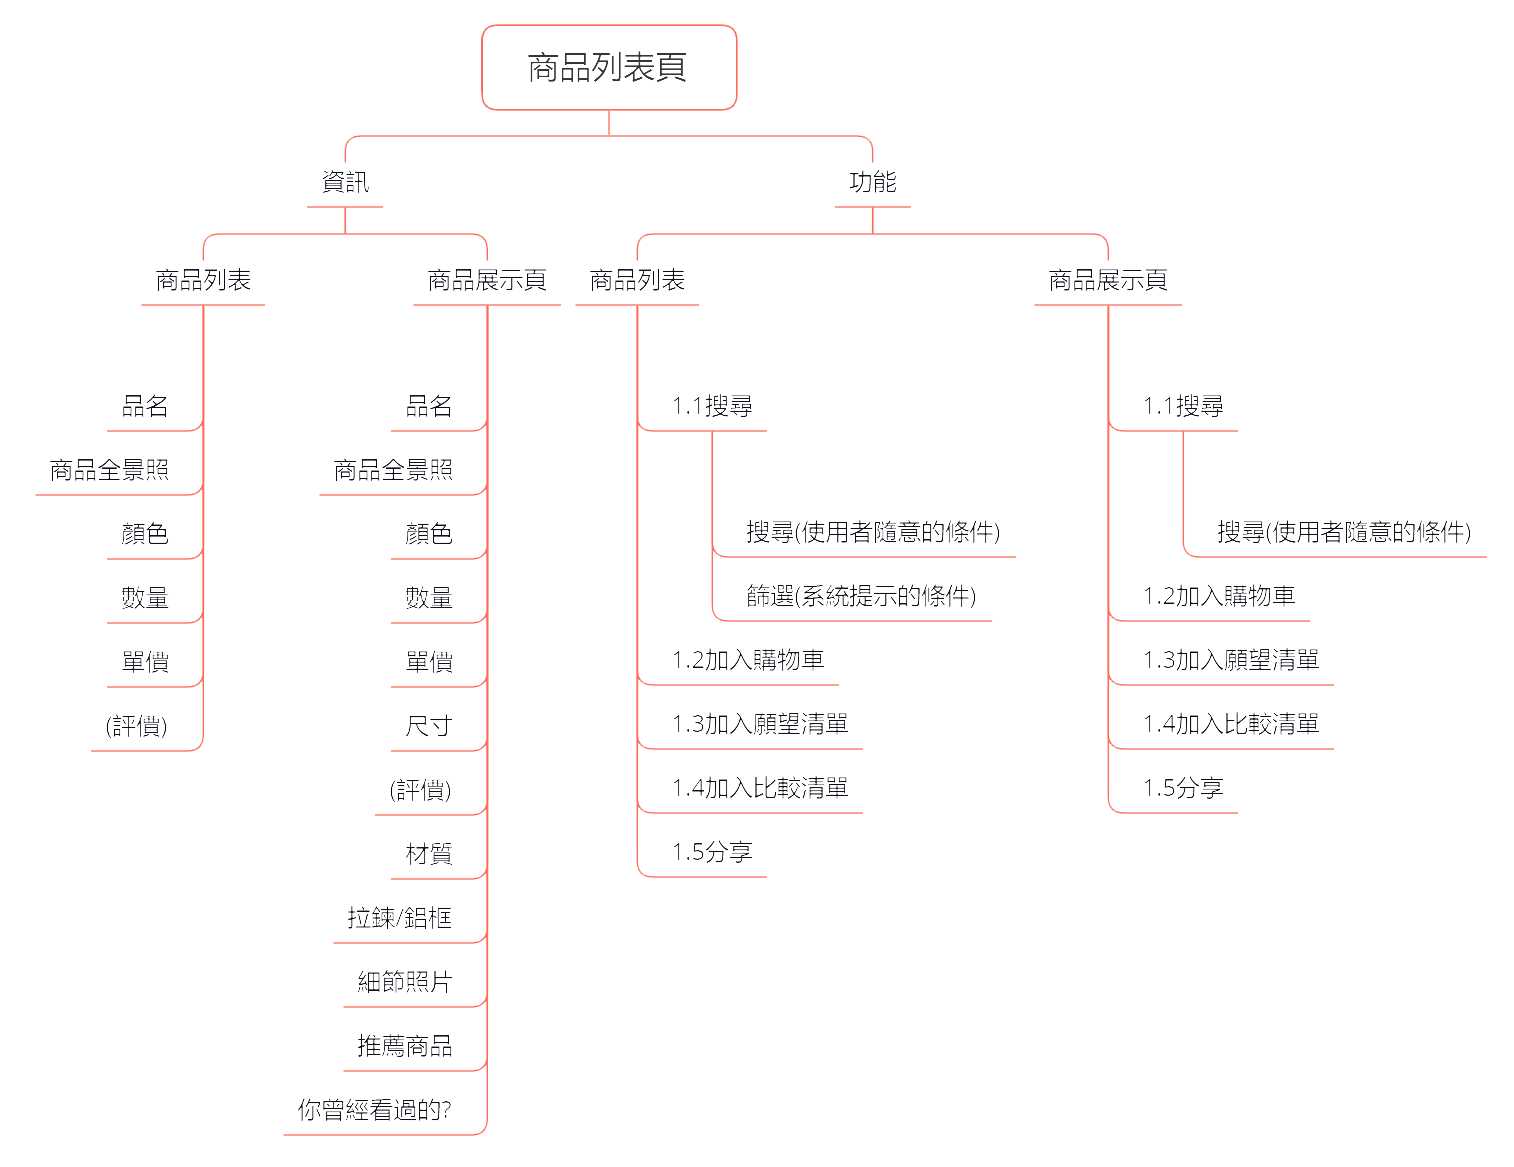 商品列表頁
資訊
功能
商品列表
商品展示頁
商品列表
商品展示頁
品名
商品全景照
顏色
數量
單價
(評價)
品名
商品全景照
顏色
數量
單價
尺寸
(評價)
材質
拉鍊/鋁框
細節照片
推薦商品
你曾經看過的?
1.1搜尋
搜尋(使用者隨意的條件)
篩選(系統提示的條件)
1.2加入購物車
1.3加入願望清單
1.4加入比較清單
1.5分享
1.1搜尋
搜尋(使用者隨意的條件)
1.2加入購物車
1.3加入願望清單
1.4加入比較清單
1.5分享